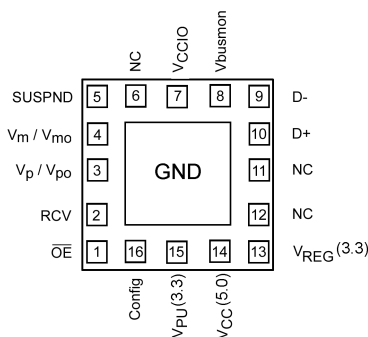 NC
VCCIO
Vbusmon
SUSPND 5 6 7 8 9 D-
Vm / Vmo 4 10 D+
Vp / Vpo 3 GND 11 NC
RCV 2 12 NC
OE 1 16 15 14 13 VREG(3.3)
Config
VPU(3.3)
VCC(5.0)